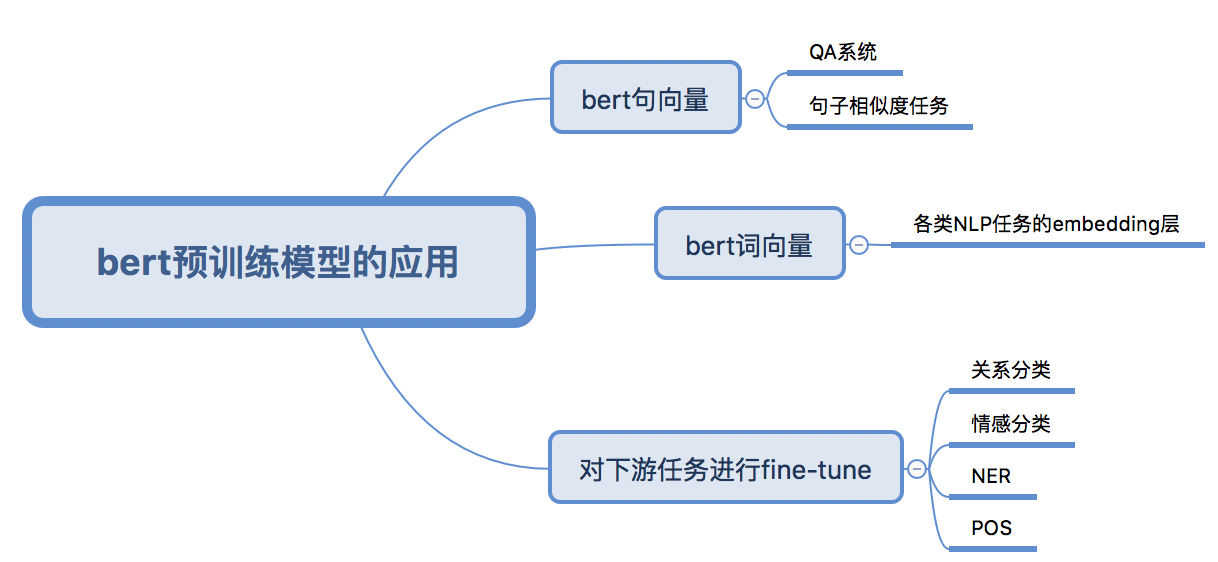 bert预训练模型的应用
bert句向量
QA系统
句子相似度任务
bert词向量
各类NLP任务的embedding层
对下游任务进行fine-tune
关系分类
情感分类
NER
POS